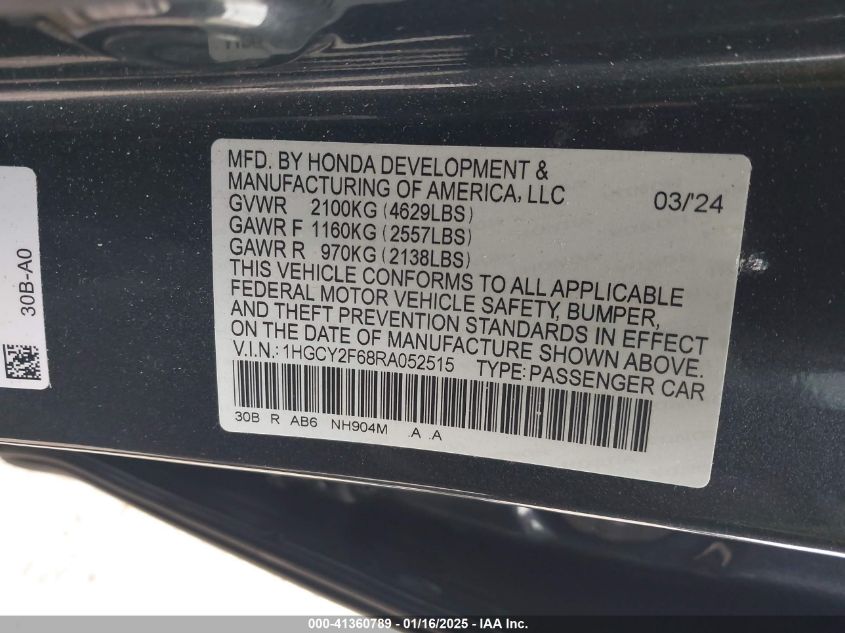 MFD. BY HONDA DEVELOPMENT &
MANUFACTURING OF AMERICA, LLC 03/'24
GVWR 2100KG (4629LBS)
GAWR F 1160KG (2557LBS)
GAWR R 970KG (2138LBS)
THIS VEHICLE CONFORMS TO ALL APPLICABLE
FEDERAL MOTOR VEHICLE SAFETY, BUMPER,
AND THEFT PREVENTION STANDARDS IN EFFECT
ON THE DATE OF MANUFACTURE SHOWN ABOVE.
V.I.N.: 1HGCY2F68RA052515 TYPE: PASSENGER CAR
30B R AB6 NH904M .A .A
30B-A0
000-41360789 - 01/16/2025 - IAA Inc.